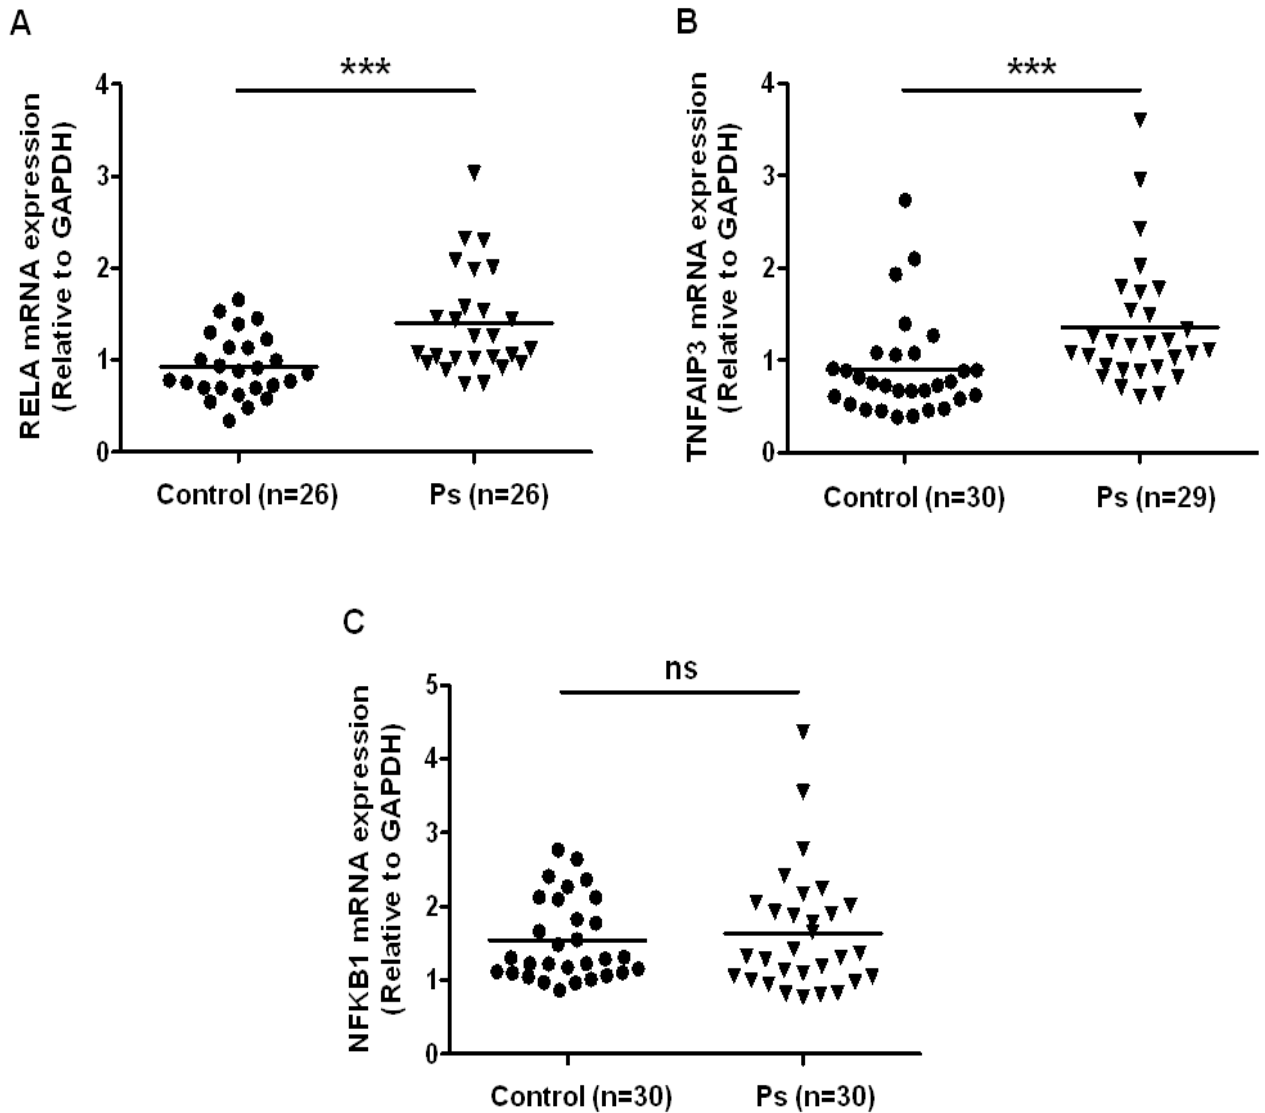 A
RELA mRNA expression
(Relative to GAPDH)
4
3
2
1
0
***
Control (n=26)
Ps (n=26)
B
TNFAIP3 mRNA expression
(Relative to GAPDH)
4
3
2
1
0
***
Control (n=30)
Ps (n=29)
C
NFKB1 mRNA expression
(Relative to GAPDH)
5
4
3
2
1
0
ns
Control (n=30)
Ps (n=30)